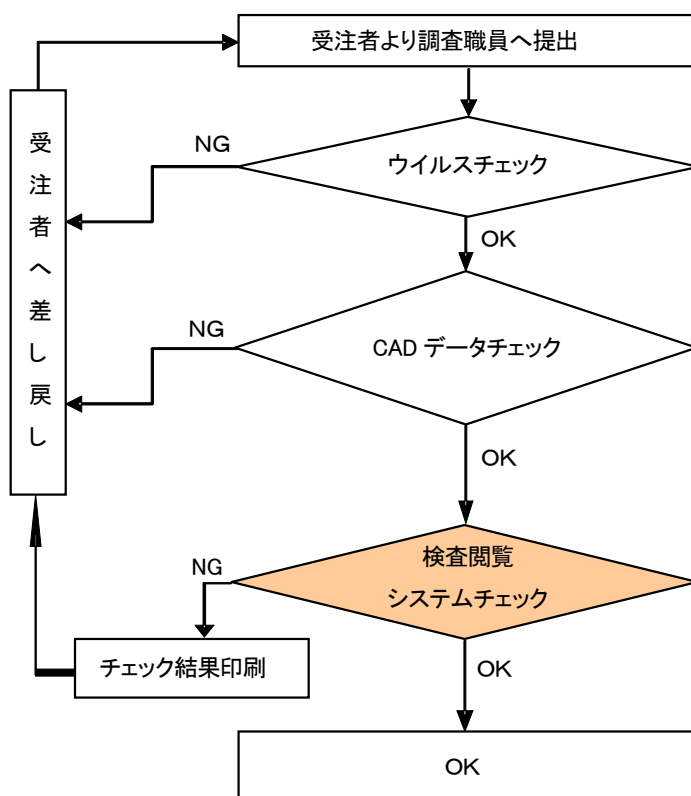 受注者より調査職員へ提出
NG
ウイルスチェック
OK
受注者へ差し戻し
NG
CAD データチェック
OK
検査閲覧
システムチェック
NG
チェック結果印刷
OK
OK